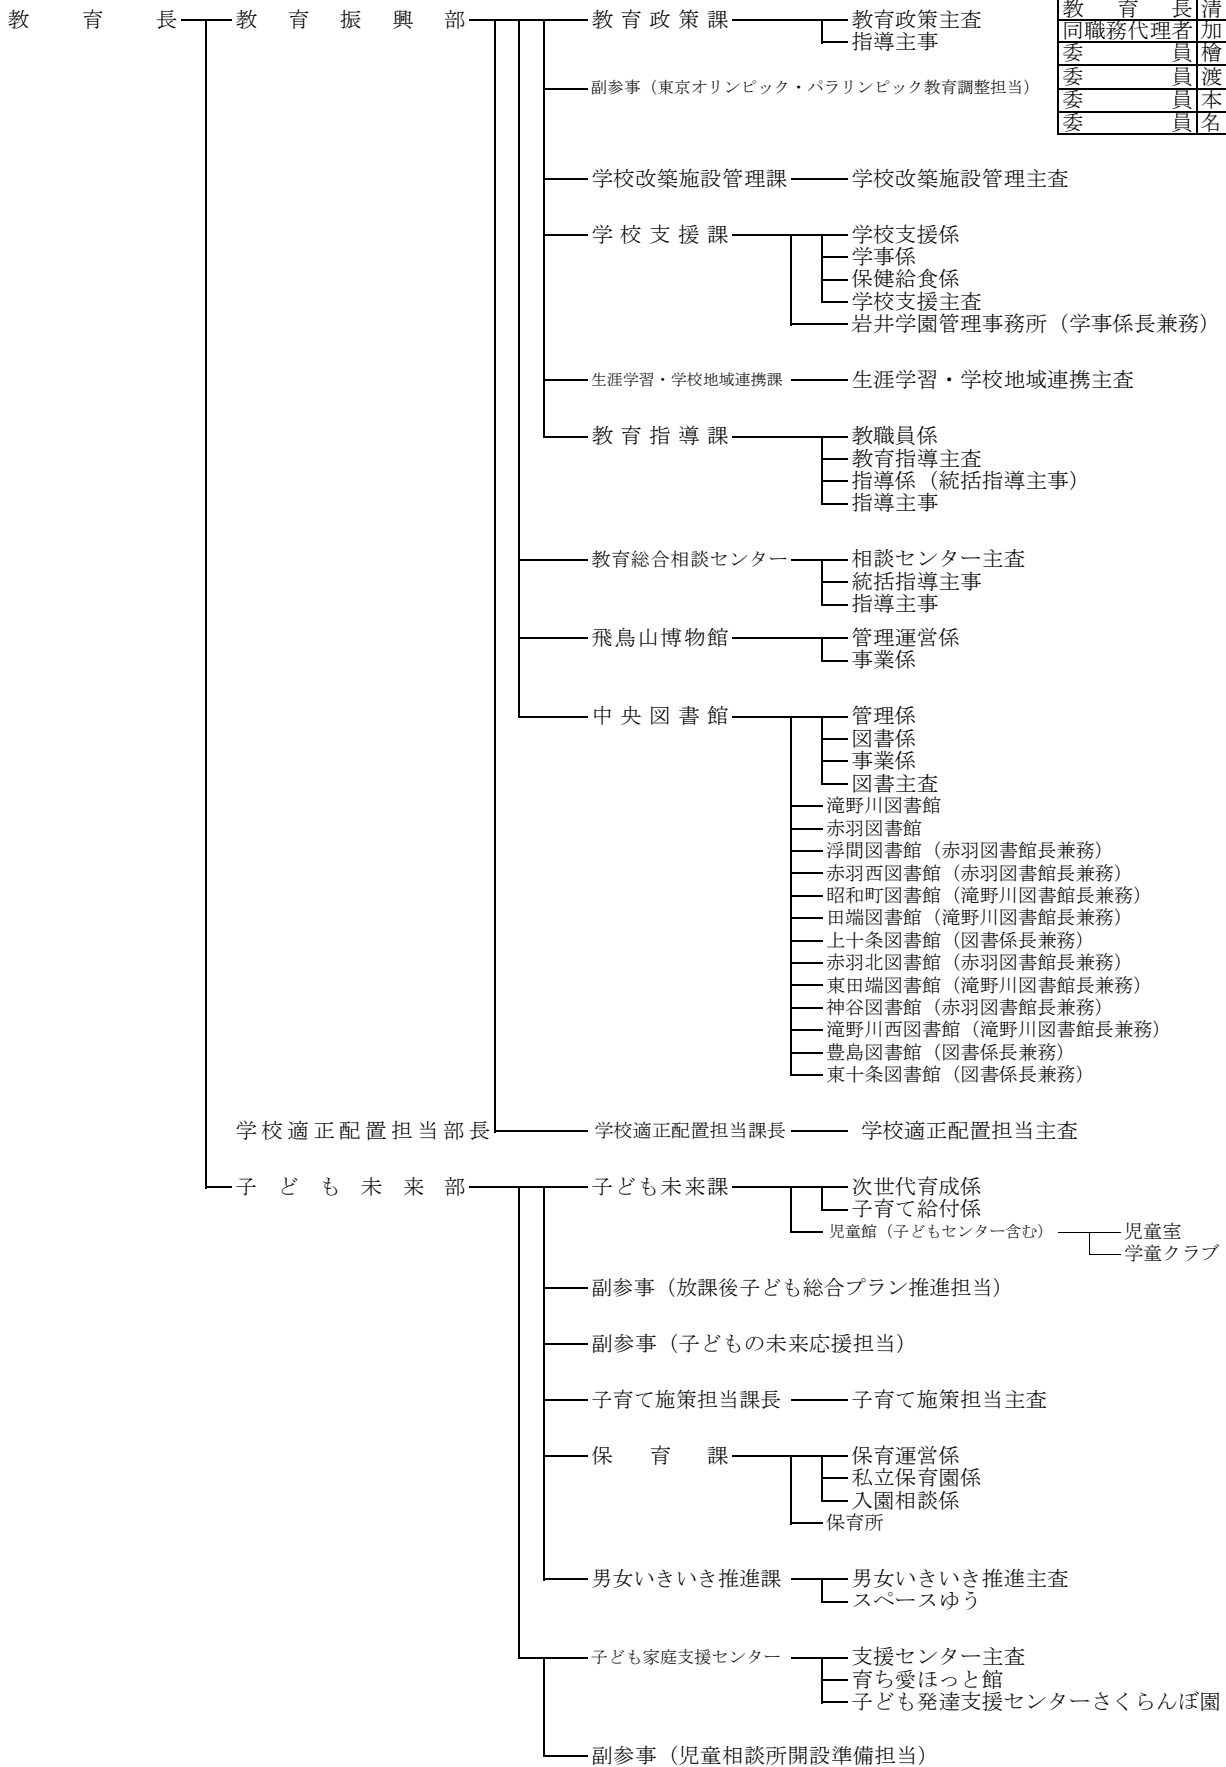 教育長 教育振興部 教育政策課 教育政策主査
指導主事
教育長 清
同職務代理者 加
委員 檜
委員 渡
委員 本
委員 名
副参事（東京オリンピック・パラリンピック教育調整担当）
学校改築施設管理課 学校改築施設管理主査
学校支援課 学校支援係
学事係
保健給食係
学校支援主査
岩井学園管理事務所（学事係長兼務）
生涯学習・学校地域連携課 生涯学習・学校地域連携主査
教育指導課 教職員係
教育指導主査
指導係（統括指導主事）
指導主事
教育総合相談センター 相談センター主査
統括指導主事
指導主事
飛鳥山博物館 管理運営係
事業係
中央図書館 管理係
図書係
事業係
図書主査
滝野川図書館
赤羽図書館
浮間図書館（赤羽図書館長兼務）
赤羽西図書館（赤羽図書館長兼務）
昭和町図書館（滝野川図書館長兼務）
田端図書館（滝野川図書館長兼務）
上十条図書館（図書係長兼務）
赤羽北図書館（赤羽図書館長兼務）
東田端図書館（滝野川図書館長兼務）
神谷図書館（赤羽図書館長兼務）
滝野川西図書館（滝野川図書館長兼務）
豊島図書館（図書係長兼務）
東十条図書館（図書係長兼務）
学校適正配置担当部長 学校適正配置担当課長 学校適正配置担当主査
子ども未来部 子ども未来課 次世代育成係
子育て給付係
児童館（子どもセンター含む） 児童室
学童クラブ
副参事（放課後子ども総合プラン推進担当）
副参事（子どもの未来応援担当）
子育て施策担当課長 子育て施策担当主査
保育課 保育運営係
私立保育園係
入園相談係
保育所
男女いきいき推進課 男女いきいき推進主査
スペースゆう
子ども家庭支援センター 支援センター主査
育ち愛ほっと館
子ども発達支援センターさくらんぼ園
副参事（児童相談所開設準備担当）